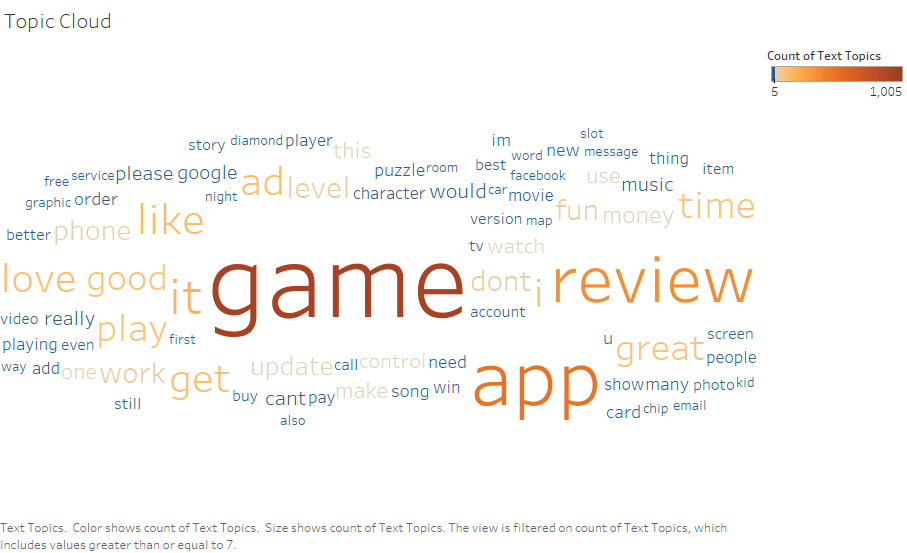 Topic Cloud
Count of Text Topics
5 1,005
slot
story diamond player this im word new message thing
free service please google ad level puzzle room best facebook use item
graphic order night character would car movie music
better phone like version map fun money time
tv watch
love good it game dont i review
account
video really play first u great screen
playing even people
way add one work get update call control need app show many photo kid
still buy cant pay make song win card chip email
also
Text Topics. Color shows count of Text Topics. Size shows count of Text Topics. The view is filtered on count of Text Topics, which
includes values greater than or equal to 7.